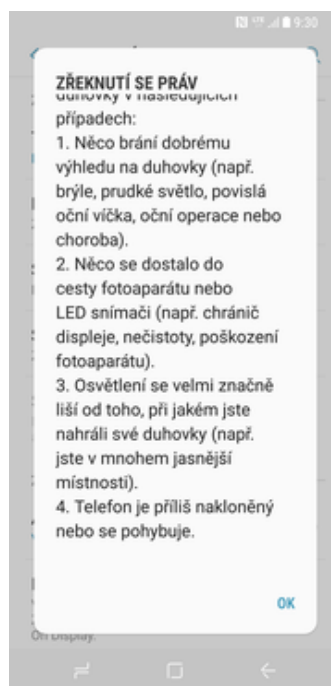 9:30
ZŘEKNUTÍ SE PRÁV
duhovky v následujících
případech:
1. Něco brání dobrému
výhledu na duhovky (např.
brýle, prudké světlo, povislá
oční víčka, oční operace nebo
choroba).
2. Něco se dostalo do
cesty fotoaparátu nebo
LED snímači (např. chránič
displeje, nečistoty, poškození
fotoaparátu).
3. Osvětlení se velmi značně
liší od toho, při jakém jste
nahráli své duhovky (např.
jste v mnohem jasnější
místnosti).
4. Telefon je příliš nakloněný
nebo se pohybuje.
OK
On Display.